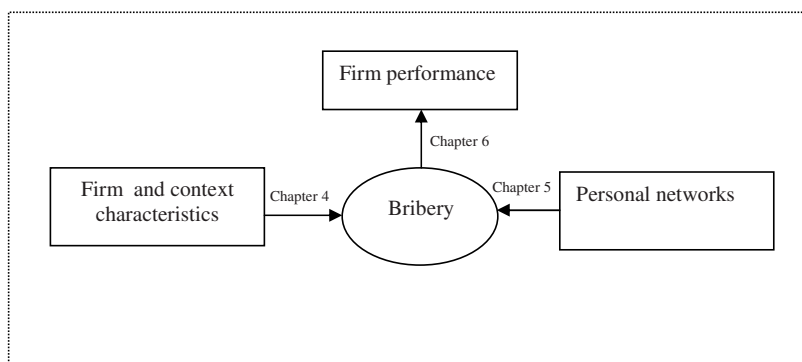 Firm performance
Chapter 6
Firm and context
characteristics
Chapter 4
Bribery
Chapter 5
Personal networks